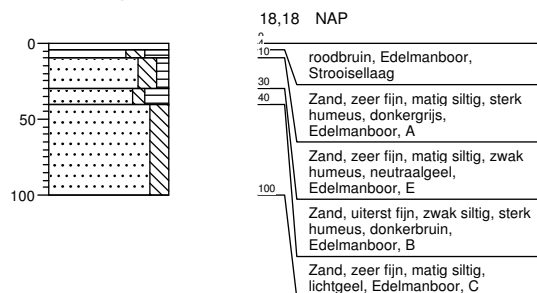 18,18 NAP
0
50
100
0
4
10
30
40
100
roodbruin, Edelmanboor,
Strooisellaag
Zand, zeer fijn, matig siltig, sterk
humeus, donkergrijs,
Edelmanboor, A
Zand, zeer fijn, matig siltig, zwak
humeus, neutraalgeel,
Edelmanboor, E
Zand, uiterst fijn, zwak siltig, sterk
humeus, donkerbruin,
Edelmanboor, B
Zand, zeer fijn, matig siltig,
lichtgeel, Edelmanboor, C